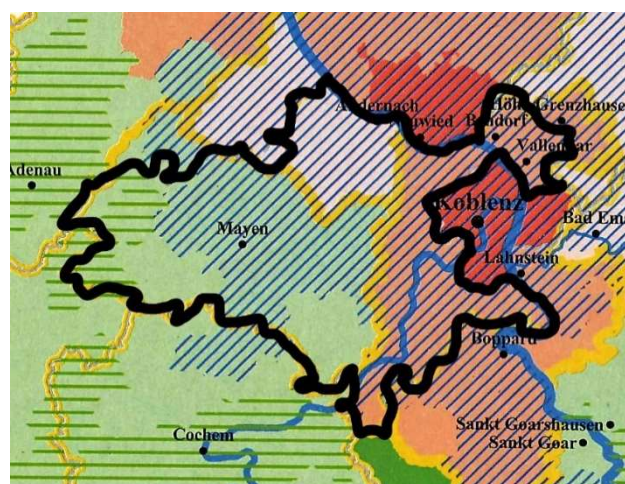 Andernach
Höhr-Grenzhausen
Neuwied
Bendorf
Vallendar
Adenau
Koblenz
Bad Em
Mayen
Lahnstein
Boppard
Sankt Goarshausen
Cochem
Sankt Goar